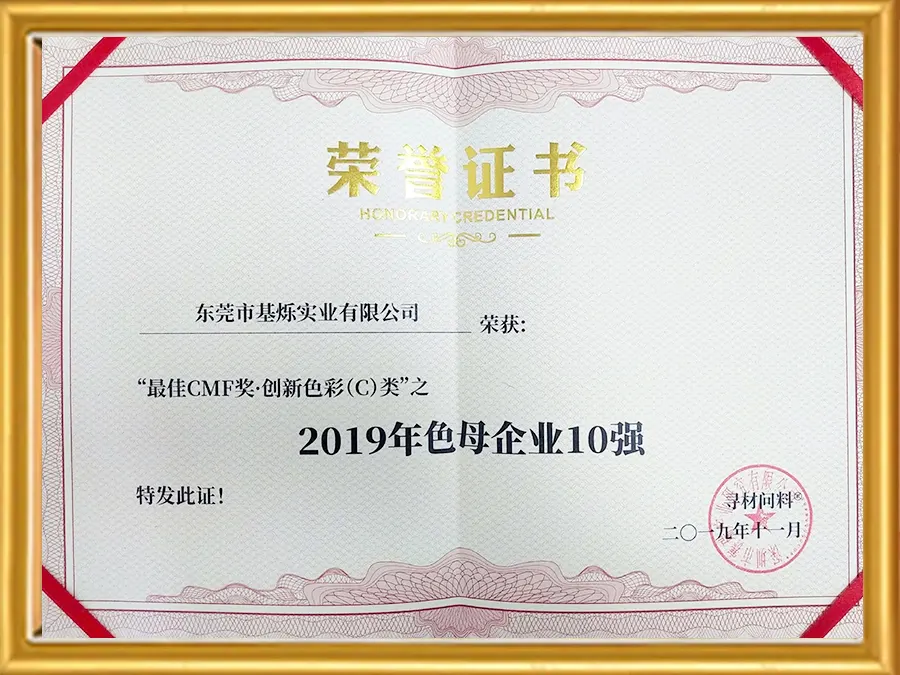 荣誉证书
HONORARY CREDENTIAL
东莞市基烁实业有限公司 荣获:
“最佳CMF奖·创新色彩(C)类”之
2019年色母企业10强
特发此证!
寻材问料®
二〇一九年十一月